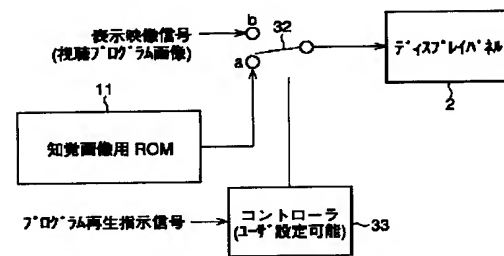 表示映像信号
(視聴プログラム画像)
b
32
a
ディスプレイパネル
2
11
知覚画像用 ROM
プログラム再生指示信号
コントローラ
(ユーザ設定可能)
33